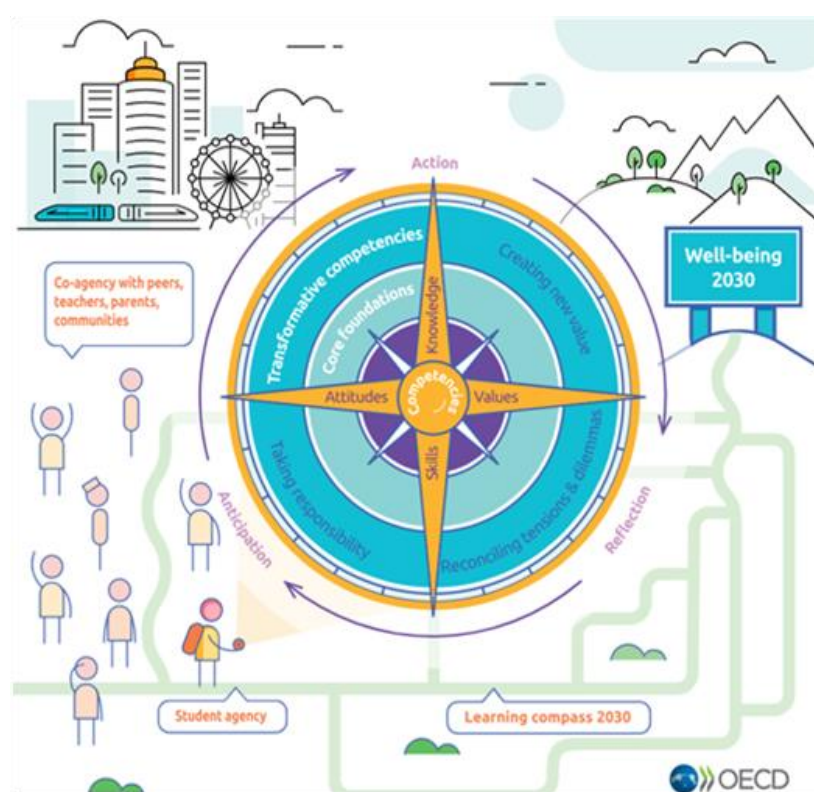 Action
Transformative competencies
Creating new value
Core foundations
Knowledge
Well-being
2030
Co-agency with peers,
teachers, parents,
communities
Attitudes
Competencies
Values
Skills
Taking responsibility
Reconciling tensions & dilemmas
Anticipation
Reflection
Student agency
Learning compass 2030
OECD